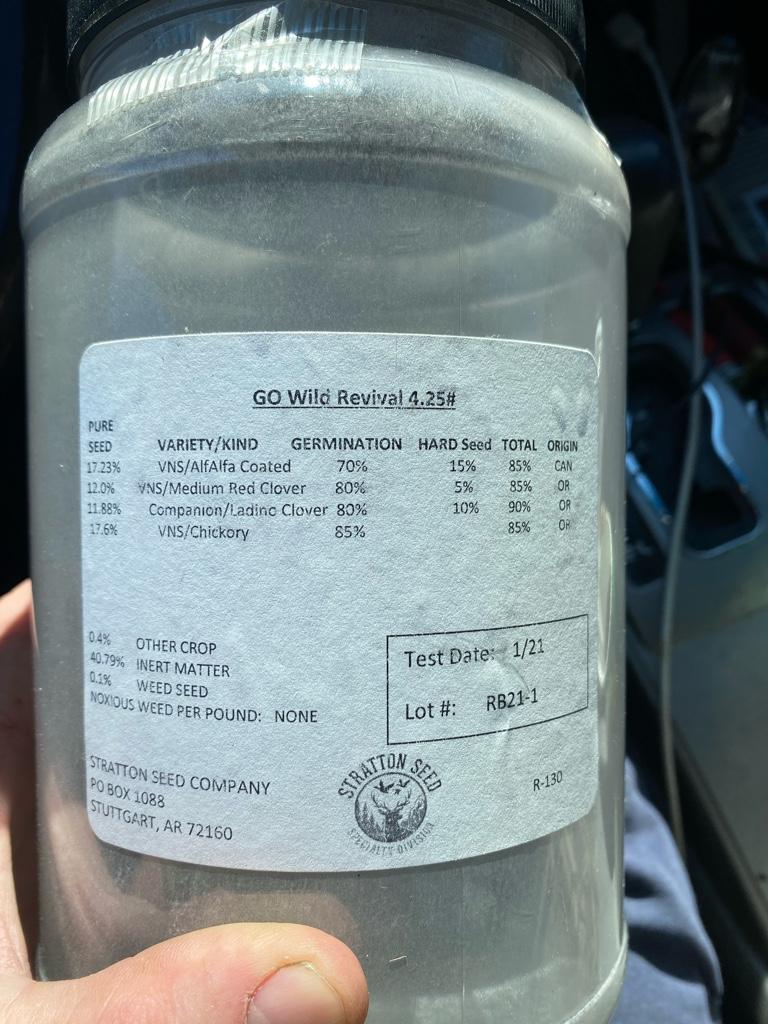 GO Wild Revival 4.25#
PURE
SEED VARIETY/KIND GERMINATION HARD Seed TOTAL ORIGIN
17.23% VNS/AlfAlfa Coated 70% 15% 85% CAN
12.0% VNS/Medium Red Clover 80% 5% 85% OR
11.88% Companion/Ladino Clover 80% 10% 90% OR
17.6% VNS/Chickory 85% 85% OR
0.4% OTHER CROP
40.79% INERT MATTER
0.1% WEED SEED
NOXIOUS WEED PER POUND: NONE
Test Date: 1/21
Lot #: RB21-1
STRATTON SEED COMPANY
PO BOX 1088
STUTTGART, AR 72160
STRATTON SEED
SPECIALTY DIVISION
R-130